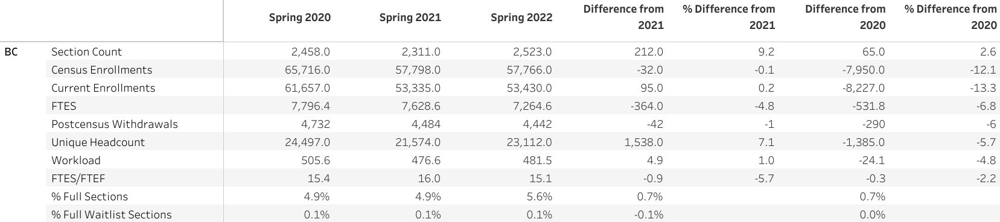 Spring 2020 Spring 2021 Spring 2022 Difference from 2021 % Difference from 2021 Difference from 2020 % Difference from 2020
BC Section Count 2,458.0 2,311.0 2,523.0 212.0 9.2 65.0 2.6
Census Enrollments 65,716.0 57,798.0 57,766.0 -32.0 -0.1 -7,950.0 -12.1
Current Enrollments 61,657.0 53,335.0 53,430.0 95.0 0.2 -8,227.0 -13.3
FTES 7,796.4 7,628.6 7,264.6 -364.0 -4.8 -531.8 -6.8
Postcensus Withdrawals 4,732 4,484 4,442 -42 -1 -290 -6
Unique Headcount 24,497.0 21,574.0 23,112.0 1,538.0 7.1 -1,385.0 -5.7
Workload 505.6 476.6 481.5 4.9 1.0 -24.1 -4.8
FTES/FTEF 15.4 16.0 15.1 -0.9 -5.7 -0.3 -2.2
% Full Sections 4.9% 4.9% 5.6% 0.7% 0.7%
% Full Waitlist Sections 0.1% 0.1% 0.1% -0.1% 0.0%